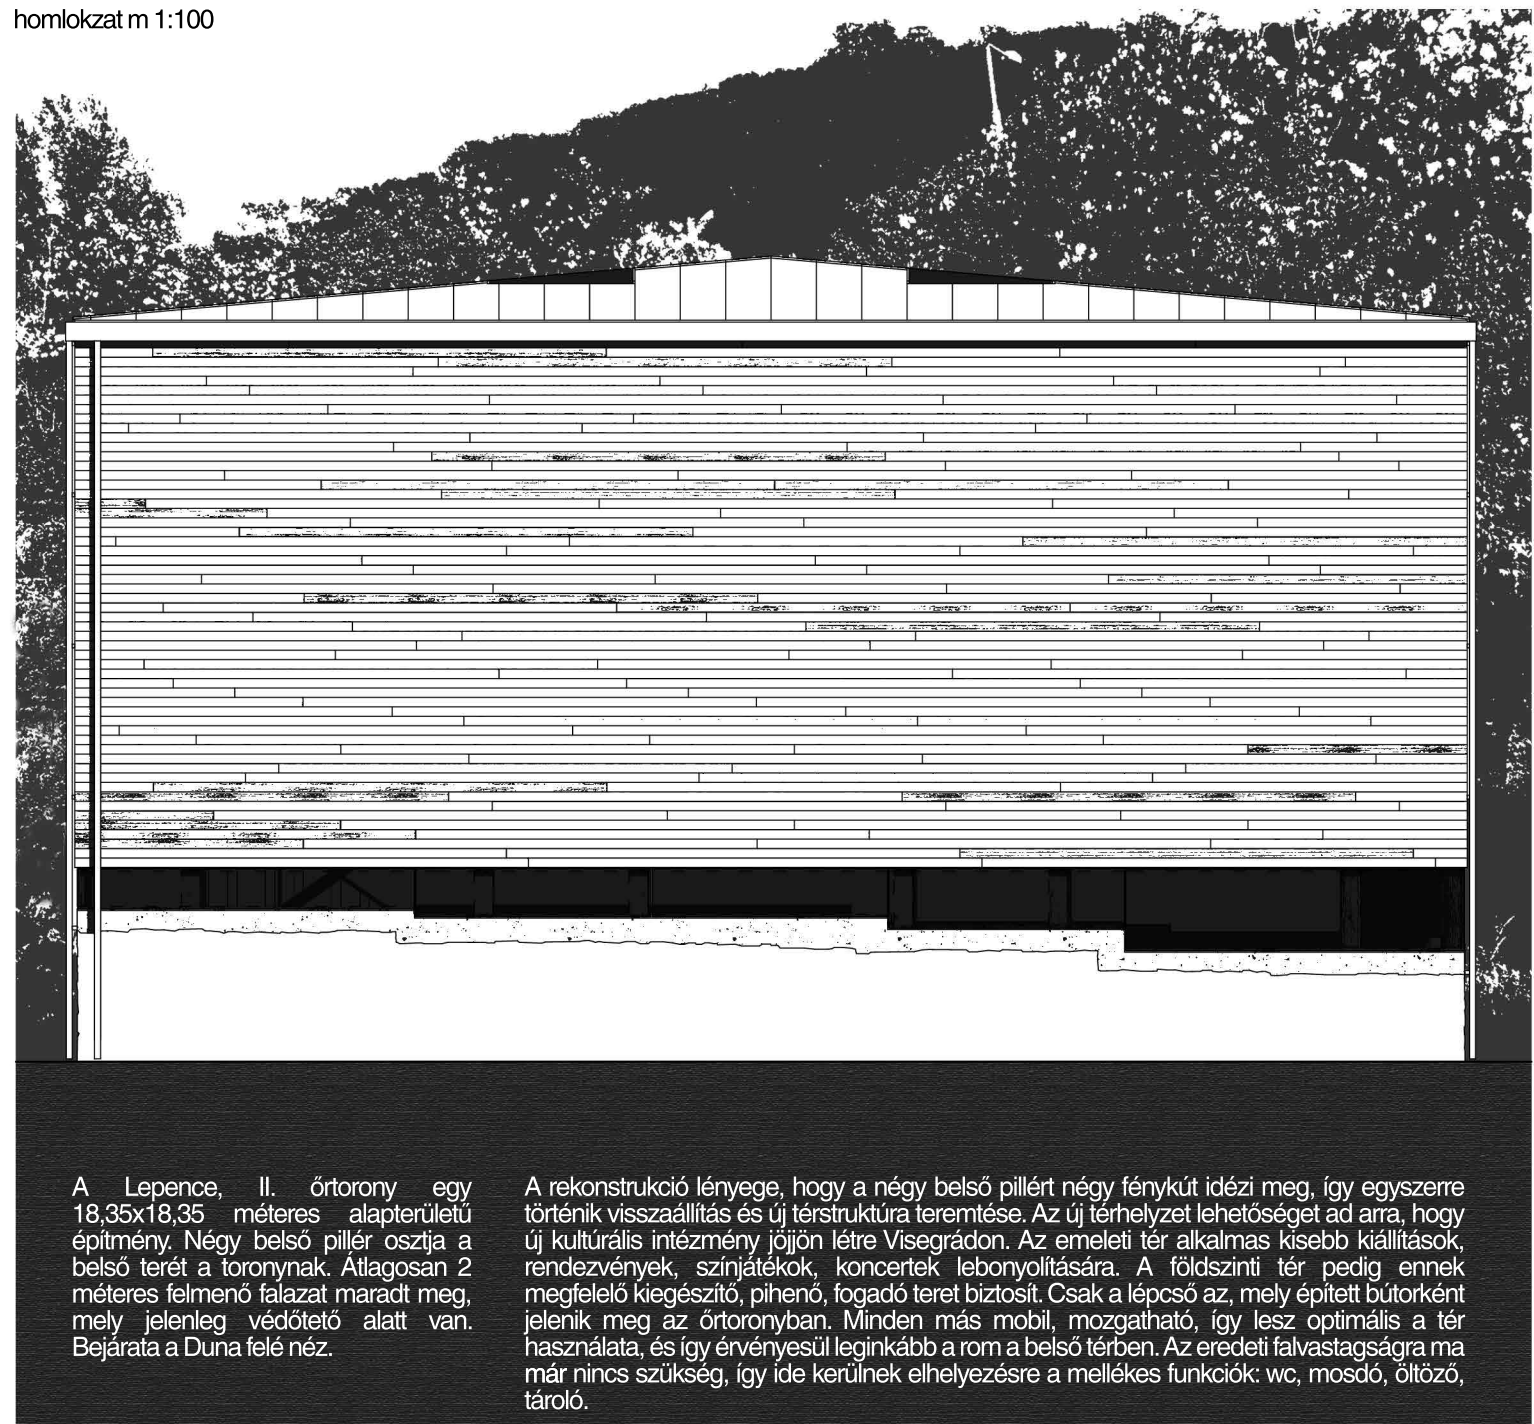 homlokzat m 1:100
A Lepence, II. őrtorony egy
18,35x18,35 méteres alapterületű
építmény. Négy belső pillér osztja a
belső terét a toronynak. Átlagosan 2
méteres felmenő falazat maradt meg,
mely jelenleg védőtető alatt van.
Bejárata a Duna felé néz.
A rekonstrukció lényege, hogy a négy belső pillért négy fénykút idézi meg, így egyszerre
történik visszaállítás és új térstruktúra teremtése. Az új térhelyzet lehetőséget ad arra, hogy
új kultúrális intézmény jöjjön létre Visegrádon. Az emeleti tér alkalmas kisebb kiállítások,
rendezvények, színjátékok, koncertek lebonyolítására. A földszinti tér pedig ennek
megfelelő kiegészítő, pihenő, fogadó teret biztosít. Csak a lépcső az, mely épített bútorként
jelenik meg az őrtoronyban. Minden más mobil, mozgatható, így lesz optimális a tér
használata, és így érvényesül leginkább a rom a belső térben. Az eredeti falvastagságra ma
már nincs szükség, így ide kerülnek elhelyezésre a mellékes funkciók: wc, mosdó, öltöző,
tároló.